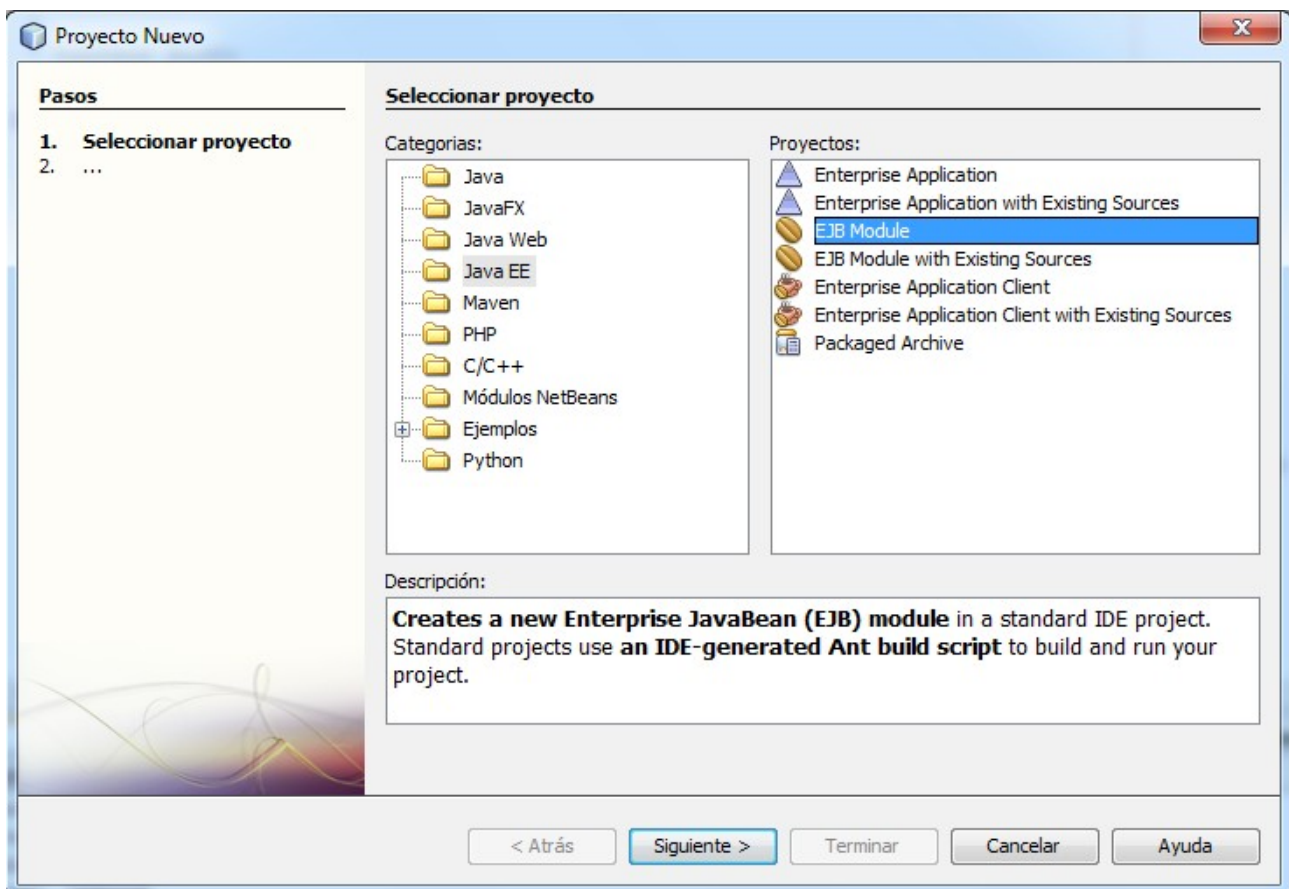 Proyecto Nuevo
X
Pasos
1. Seleccionar proyecto
2. ...
Seleccionar proyecto
Categorias:
Java
JavaFX
Java Web
Java EE
Maven
PHP
C/C++
Módulos NetBeans
Ejemplos
Python
Proyectos:
Enterprise Application
Enterprise Application with Existing Sources
EJB Module
EJB Module with Existing Sources
Enterprise Application Client
Enterprise Application Client with Existing Sources
Packaged Archive
Descripción:
Creates a new Enterprise JavaBean (EJB) module in a standard IDE project.
Standard projects use an IDE-generated Ant build script to build and run your
project.
< Atrás
Siguiente >
Terminar
Cancelar
Ayuda